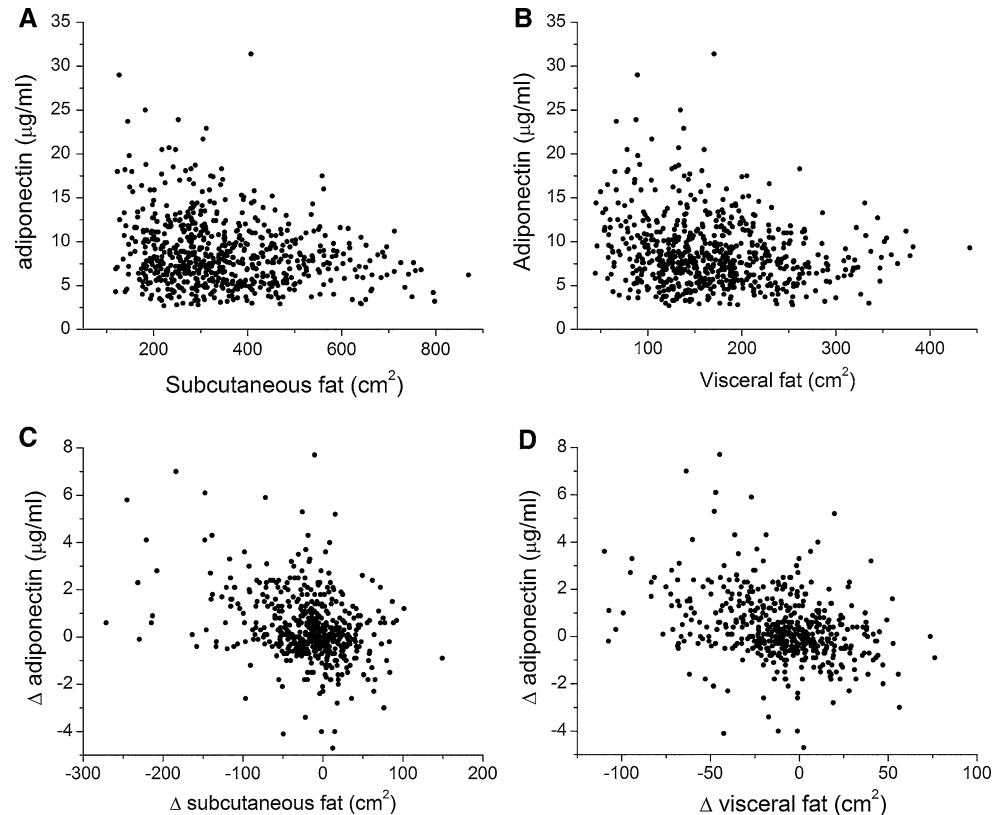 A
35
30
25
20
15
10
5
0
adiponectin (μg/ml)
200 400 600 800
Subcutaneous fat (cm²)
B
35
30
25
20
15
10
5
0
Adiponectin (μg/ml)
100 200 300 400
Visceral fat (cm²)
C
8
6
4
2
0
-2
-4
Δ adiponectin (μg/ml)
-300 -200 -100 0 100 200
Δ subcutaneous fat (cm²)
D
8
6
4
2
0
-2
-4
Δ adiponectin (μg/ml)
-100 -50 0 50 100
Δ visceral fat (cm²)